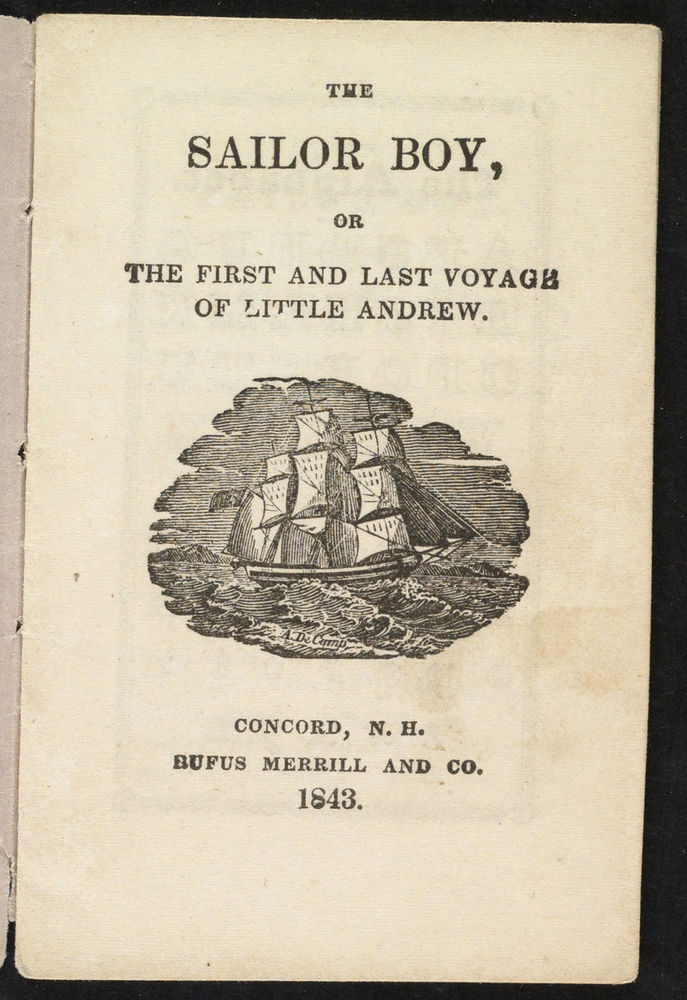 THE
SAILOR BOY,
OR
THE FIRST AND LAST VOYAGE
OF LITTLE ANDREW.
A. De Camp
CONCORD, N. H.
RUFUS MERRILL AND CO.
1843.